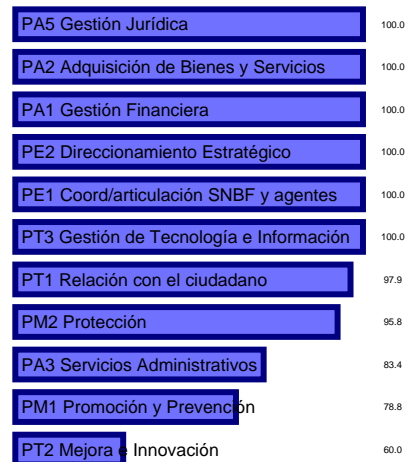 PA5 Gestión Jurídica 100.0
PA2 Adquisición de Bienes y Servicios 100.0
PA1 Gestión Financiera 100.0
PE2 Direccionamiento Estratégico 100.0
PE1 Coord/articulación SNBF y agentes 100.0
PT3 Gestión de Tecnología e Información 100.0
PT1 Relación con el ciudadano 97.9
PM2 Protección 95.8
PA3 Servicios Administrativos 83.4
PM1 Promoción y Prevención 78.8
PT2 Mejora e Innovación 60.0